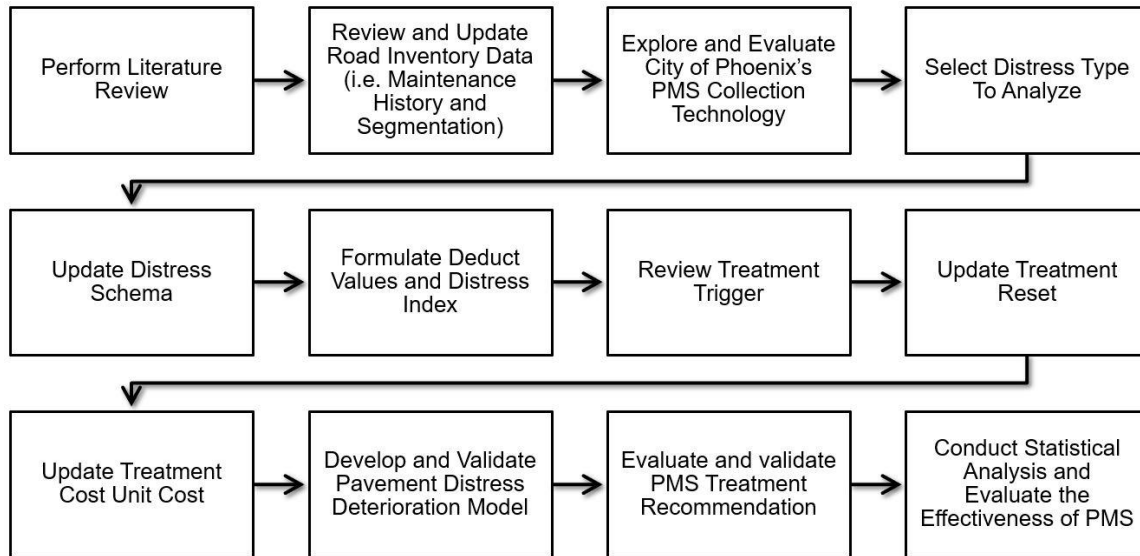 Perform Literature
Review
Review and Update
Road Inventory Data
(i.e. Maintenance
History and
Segmentation)
Explore and Evaluate
City of Phoenix’s
PMS Collection
Technology
Select Distress Type
To Analyze
Update Distress
Schema
Formulate Deduct
Values and Distress
Index
Review Treatment
Trigger
Update Treatment
Reset
Update Treatment
Cost Unit Cost
Develop and Validate
Pavement Distress
Deterioration Model
Evaluate and validate
PMS Treatment
Recommendation
Conduct Statistical
Analysis and
Evaluate the
Effectiveness of PMS